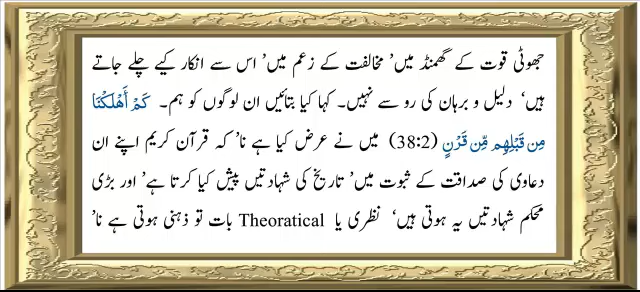 جھوٹی قوت کے گھمنڈ میں’ مخالفت کے زعم میں’ اس سے انکار کیے چلے جاتے
ہیں‘ دلیل و برہان کی رو سے نہیں۔ کہا کیا بتائیں ان لوگوں کو ہم۔ كَمْ أَهْلَكْنَا
مِن قَبْلِهِم مِّن قَرْنٍ (38:2) میں نے عرض کیا ہے نا’ کہ قرآن کریم اپنے ان
دعاوی کی صداقت کے ثبوت میں’ تاریخ کی شہادتیں پیش کیا کرتا ہے’ اور بڑی
محکم شہادتیں یہ ہوتی ہیں‘ نظری یا Theoratical بات تو ذہنی ہوتی ہے نا’